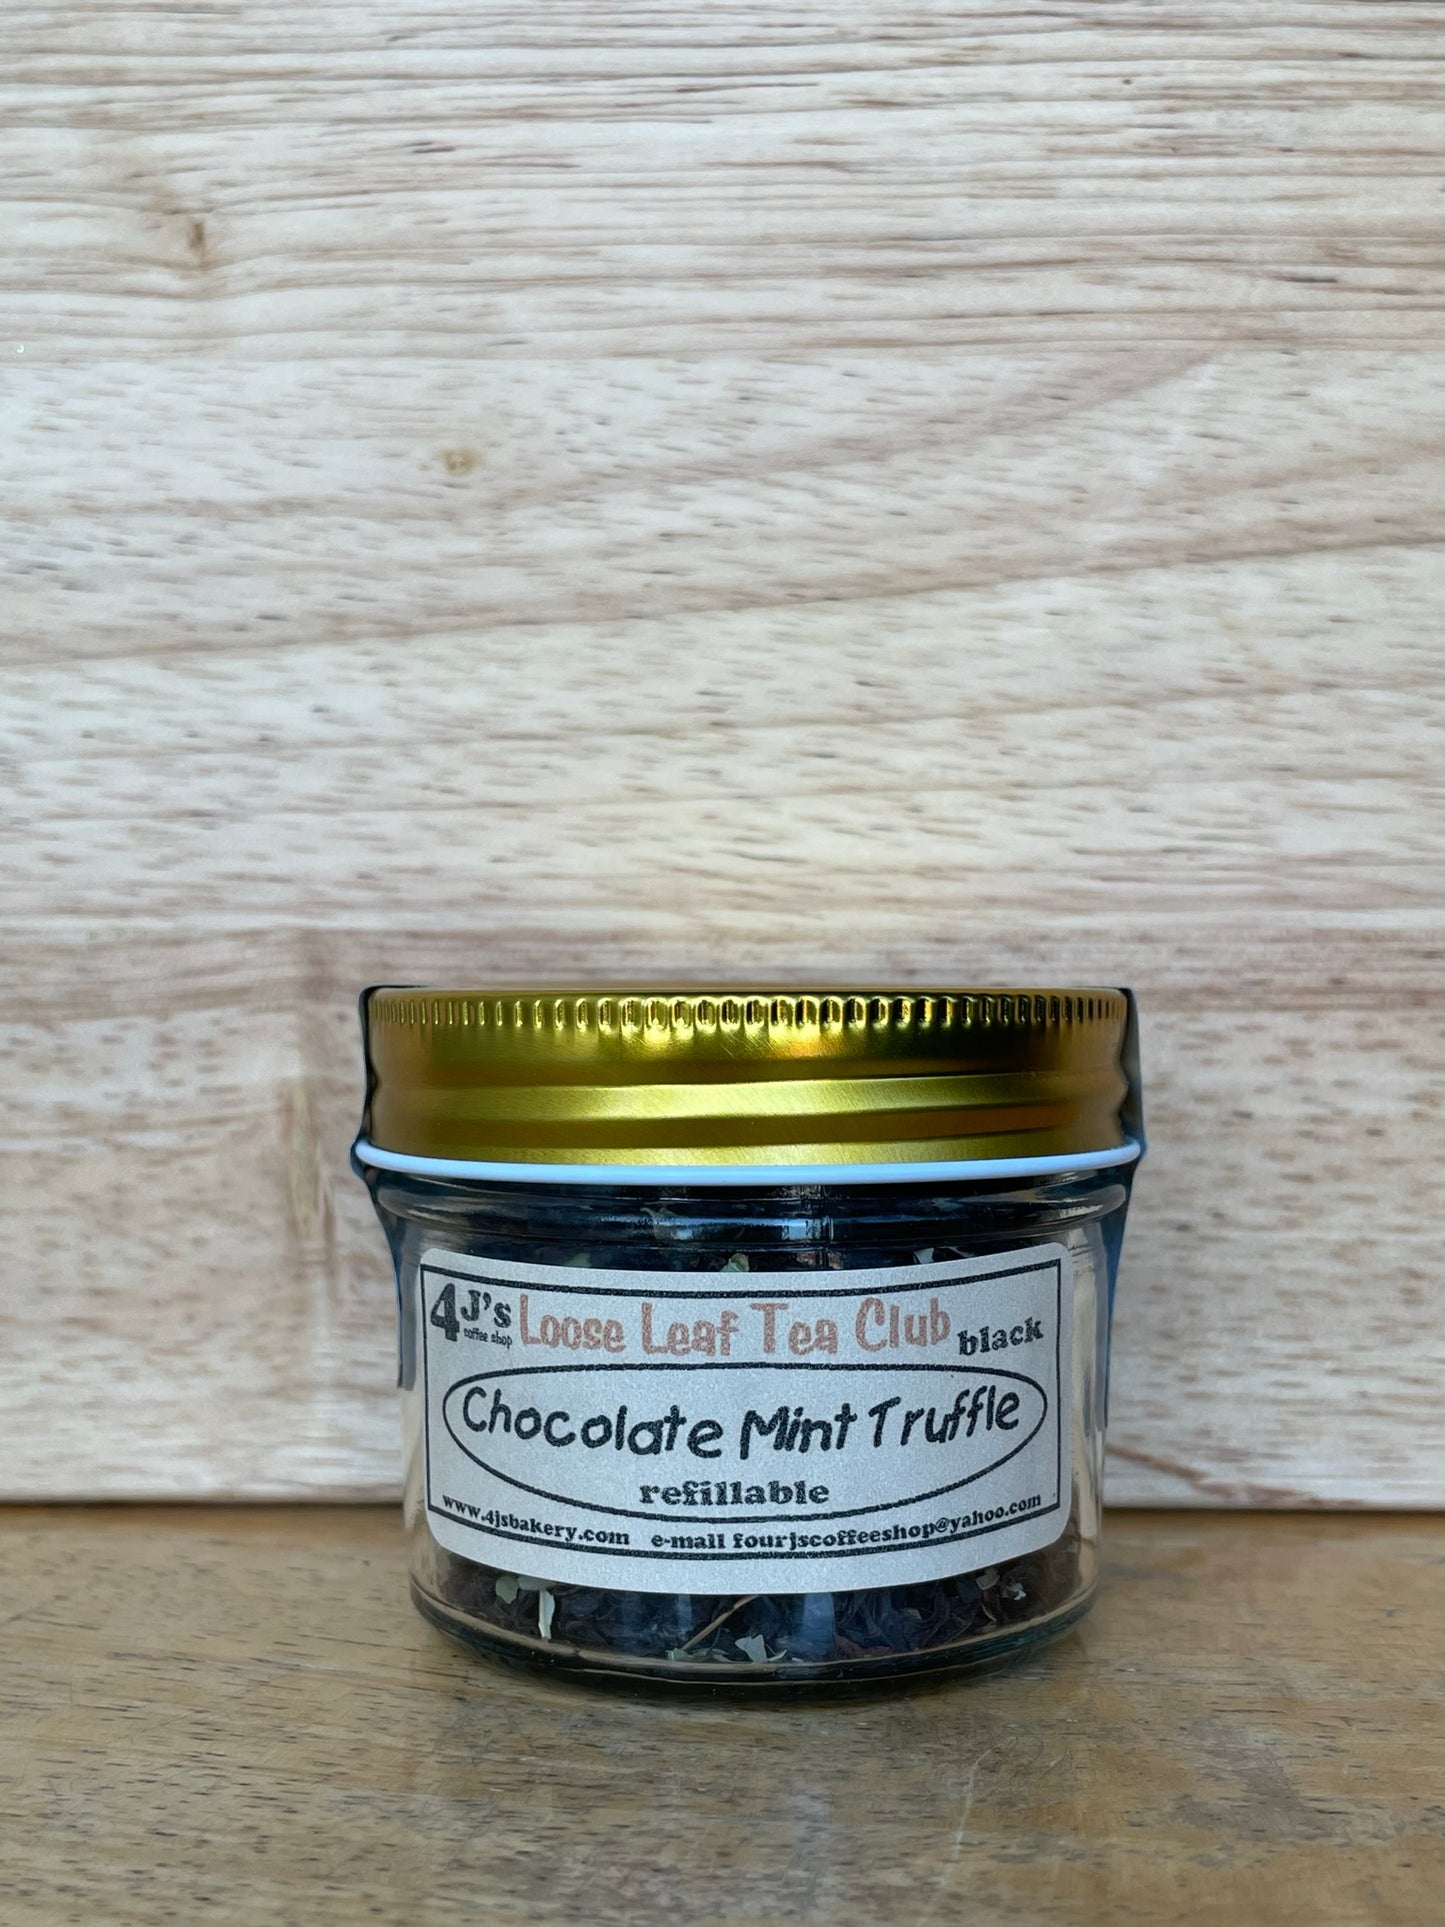 4J's coffee shop Loose Leaf Tea Club black
Chocolate Mint Truffle
refillable
www.4jsbakery.com e-mail fourjscoffeeshop@yahoo.com